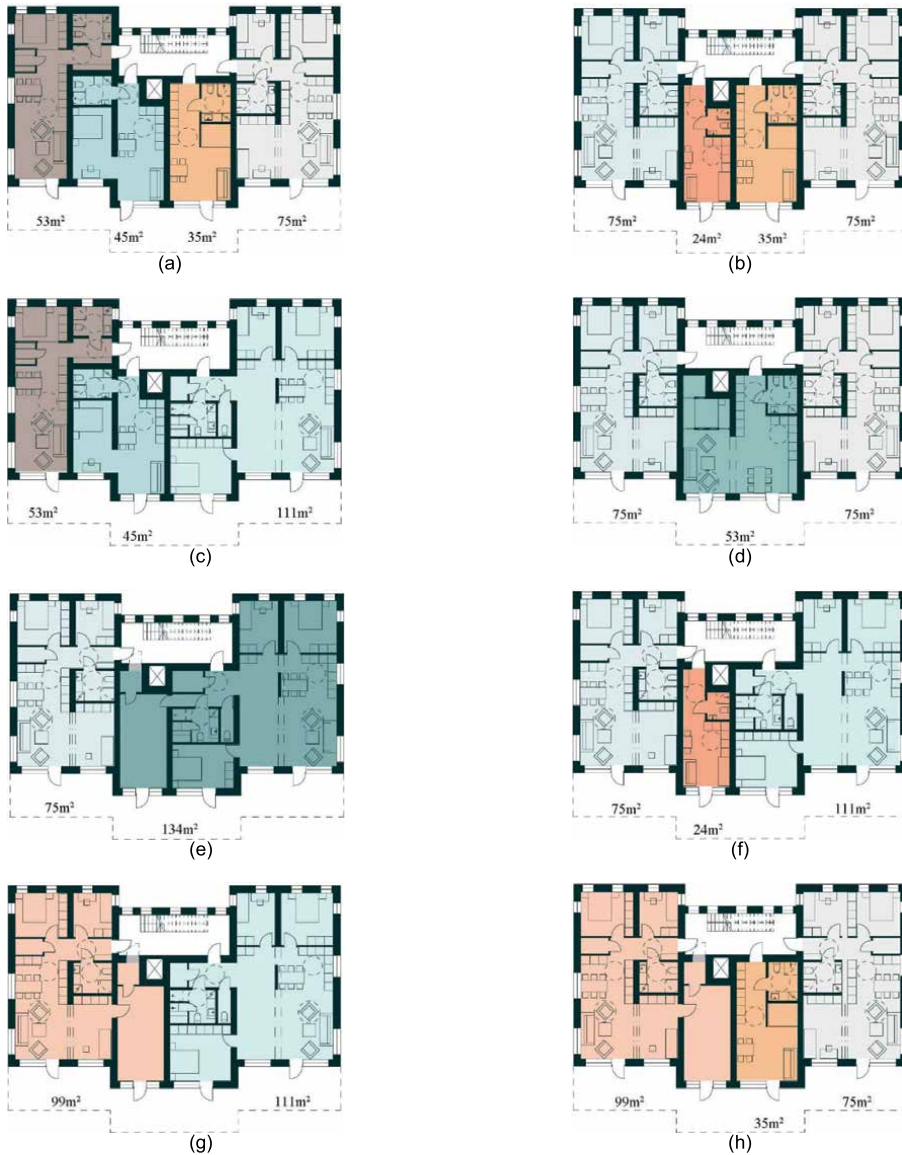 53m² 75m²
45m² 35m²
(a)
75m² 75m²
24m² 35m²
(b)
53m² 111m²
45m²
(c)
75m² 75m²
53m²
(d)
75m²
134m²
(e)
75m² 111m²
24m²
(f)
99m² 111m²
(g)
99m² 75m²
35m²
(h)